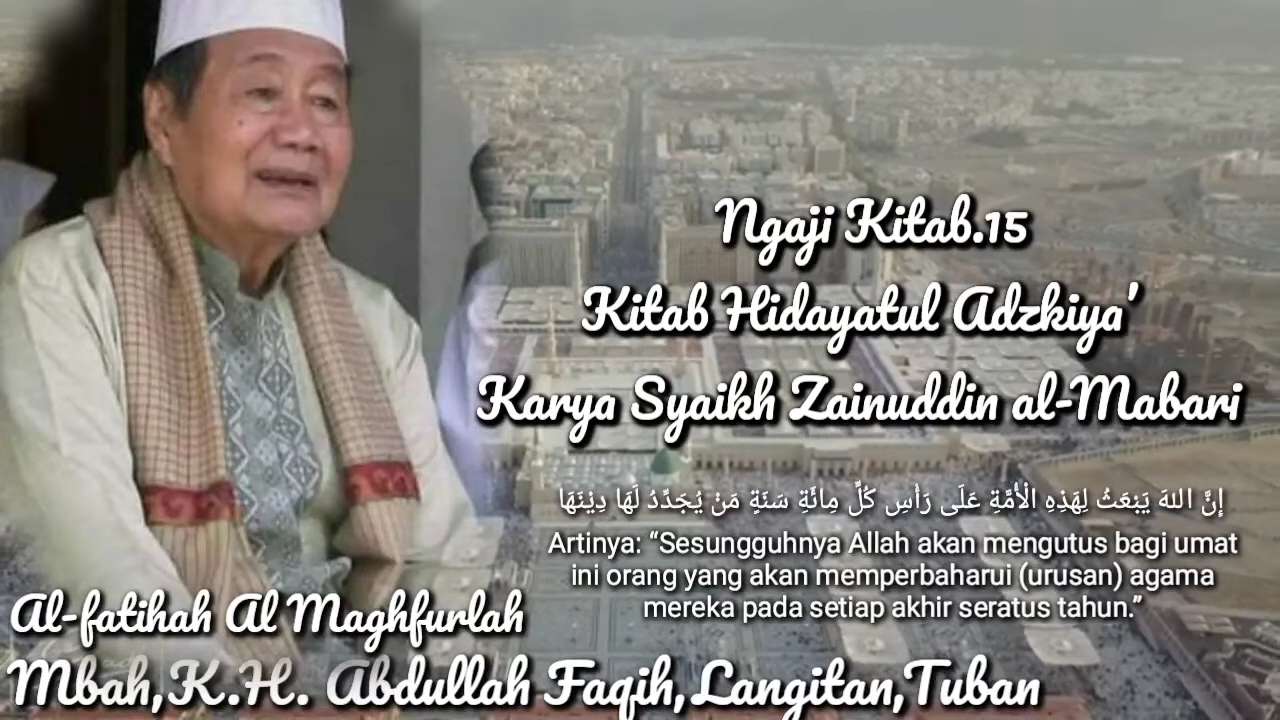 Ngaji Kitab.15
Kitab Hidayatul Adzkiya'
Karya Syaikh Zainuddin al-Mabari
إِنَّ اللهَ يَبْعَثُ لِهَذِهِ الْأُمَّةِ عَلَى رَأْسِ كُلِّ مِائَةِ سَنَةٍ مَنْ يُجَدِّدُ لَهَا دِيْنَهَا
Artinya: “Sesungguhnya Allah akan mengutus bagi umat
ini orang yang akan memperbaharui (urusan) agama
mereka pada setiap akhir seratus tahun.”
Al-fatihah Al Maghfurlah
Mbah,K.H. Abdullah Faqih,Langitan,Tuban